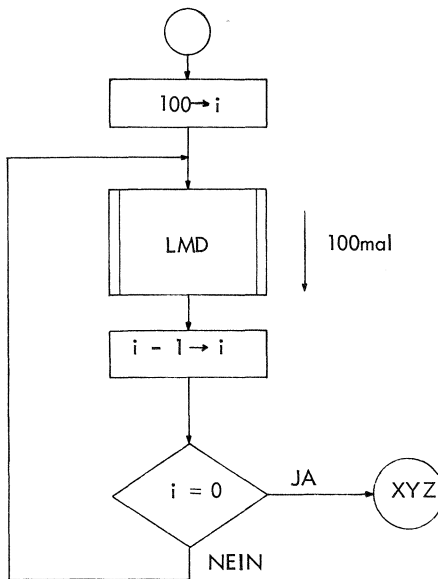 100→i
LMD
100mal
i - 1→i
i = 0
JA
XYZ
NEIN